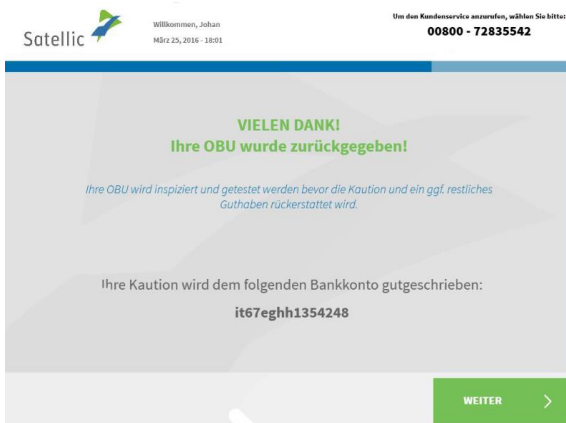 Satellic
Willkommen, Johan
März 25, 2016 - 18:01
Um den Kundenservice anzurufen, wählen Sie bitte:
00800 - 72835542
VIELEN DANK!
Ihre OBU wurde zurückgegeben!
Ihre OBU wird inspiziert und getestet werden bevor die Kaution und ein ggf. restliches
Guthaben rückerstattet wird.
Ihre Kaution wird dem folgenden Bankkonto gutgeschrieben:
it67eghh1354248
WEITER